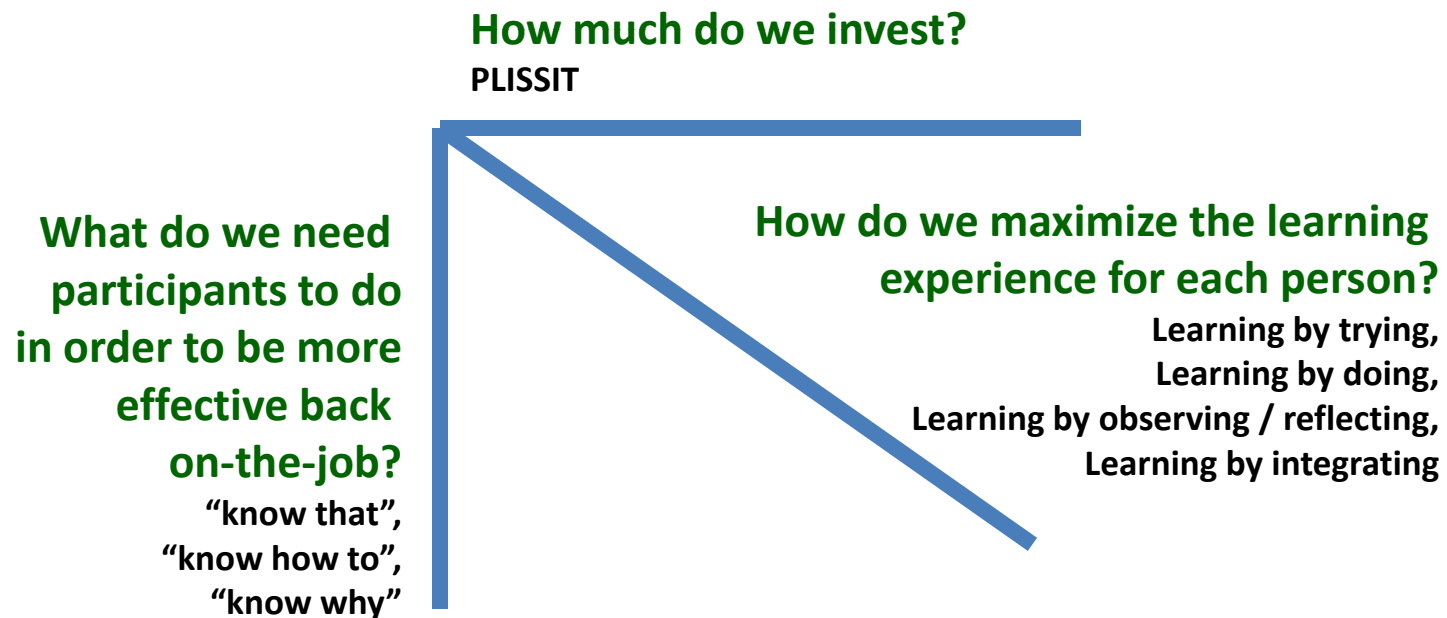 How much do we invest?
PLISSIT
What do we need
participants to do
in order to be more
effective back
on-the-job?
“know that”,
“know how to”,
“know why”
How do we maximize the learning
experience for each person?
Learning by trying,
Learning by doing,
Learning by observing / reflecting,
Learning by integrating